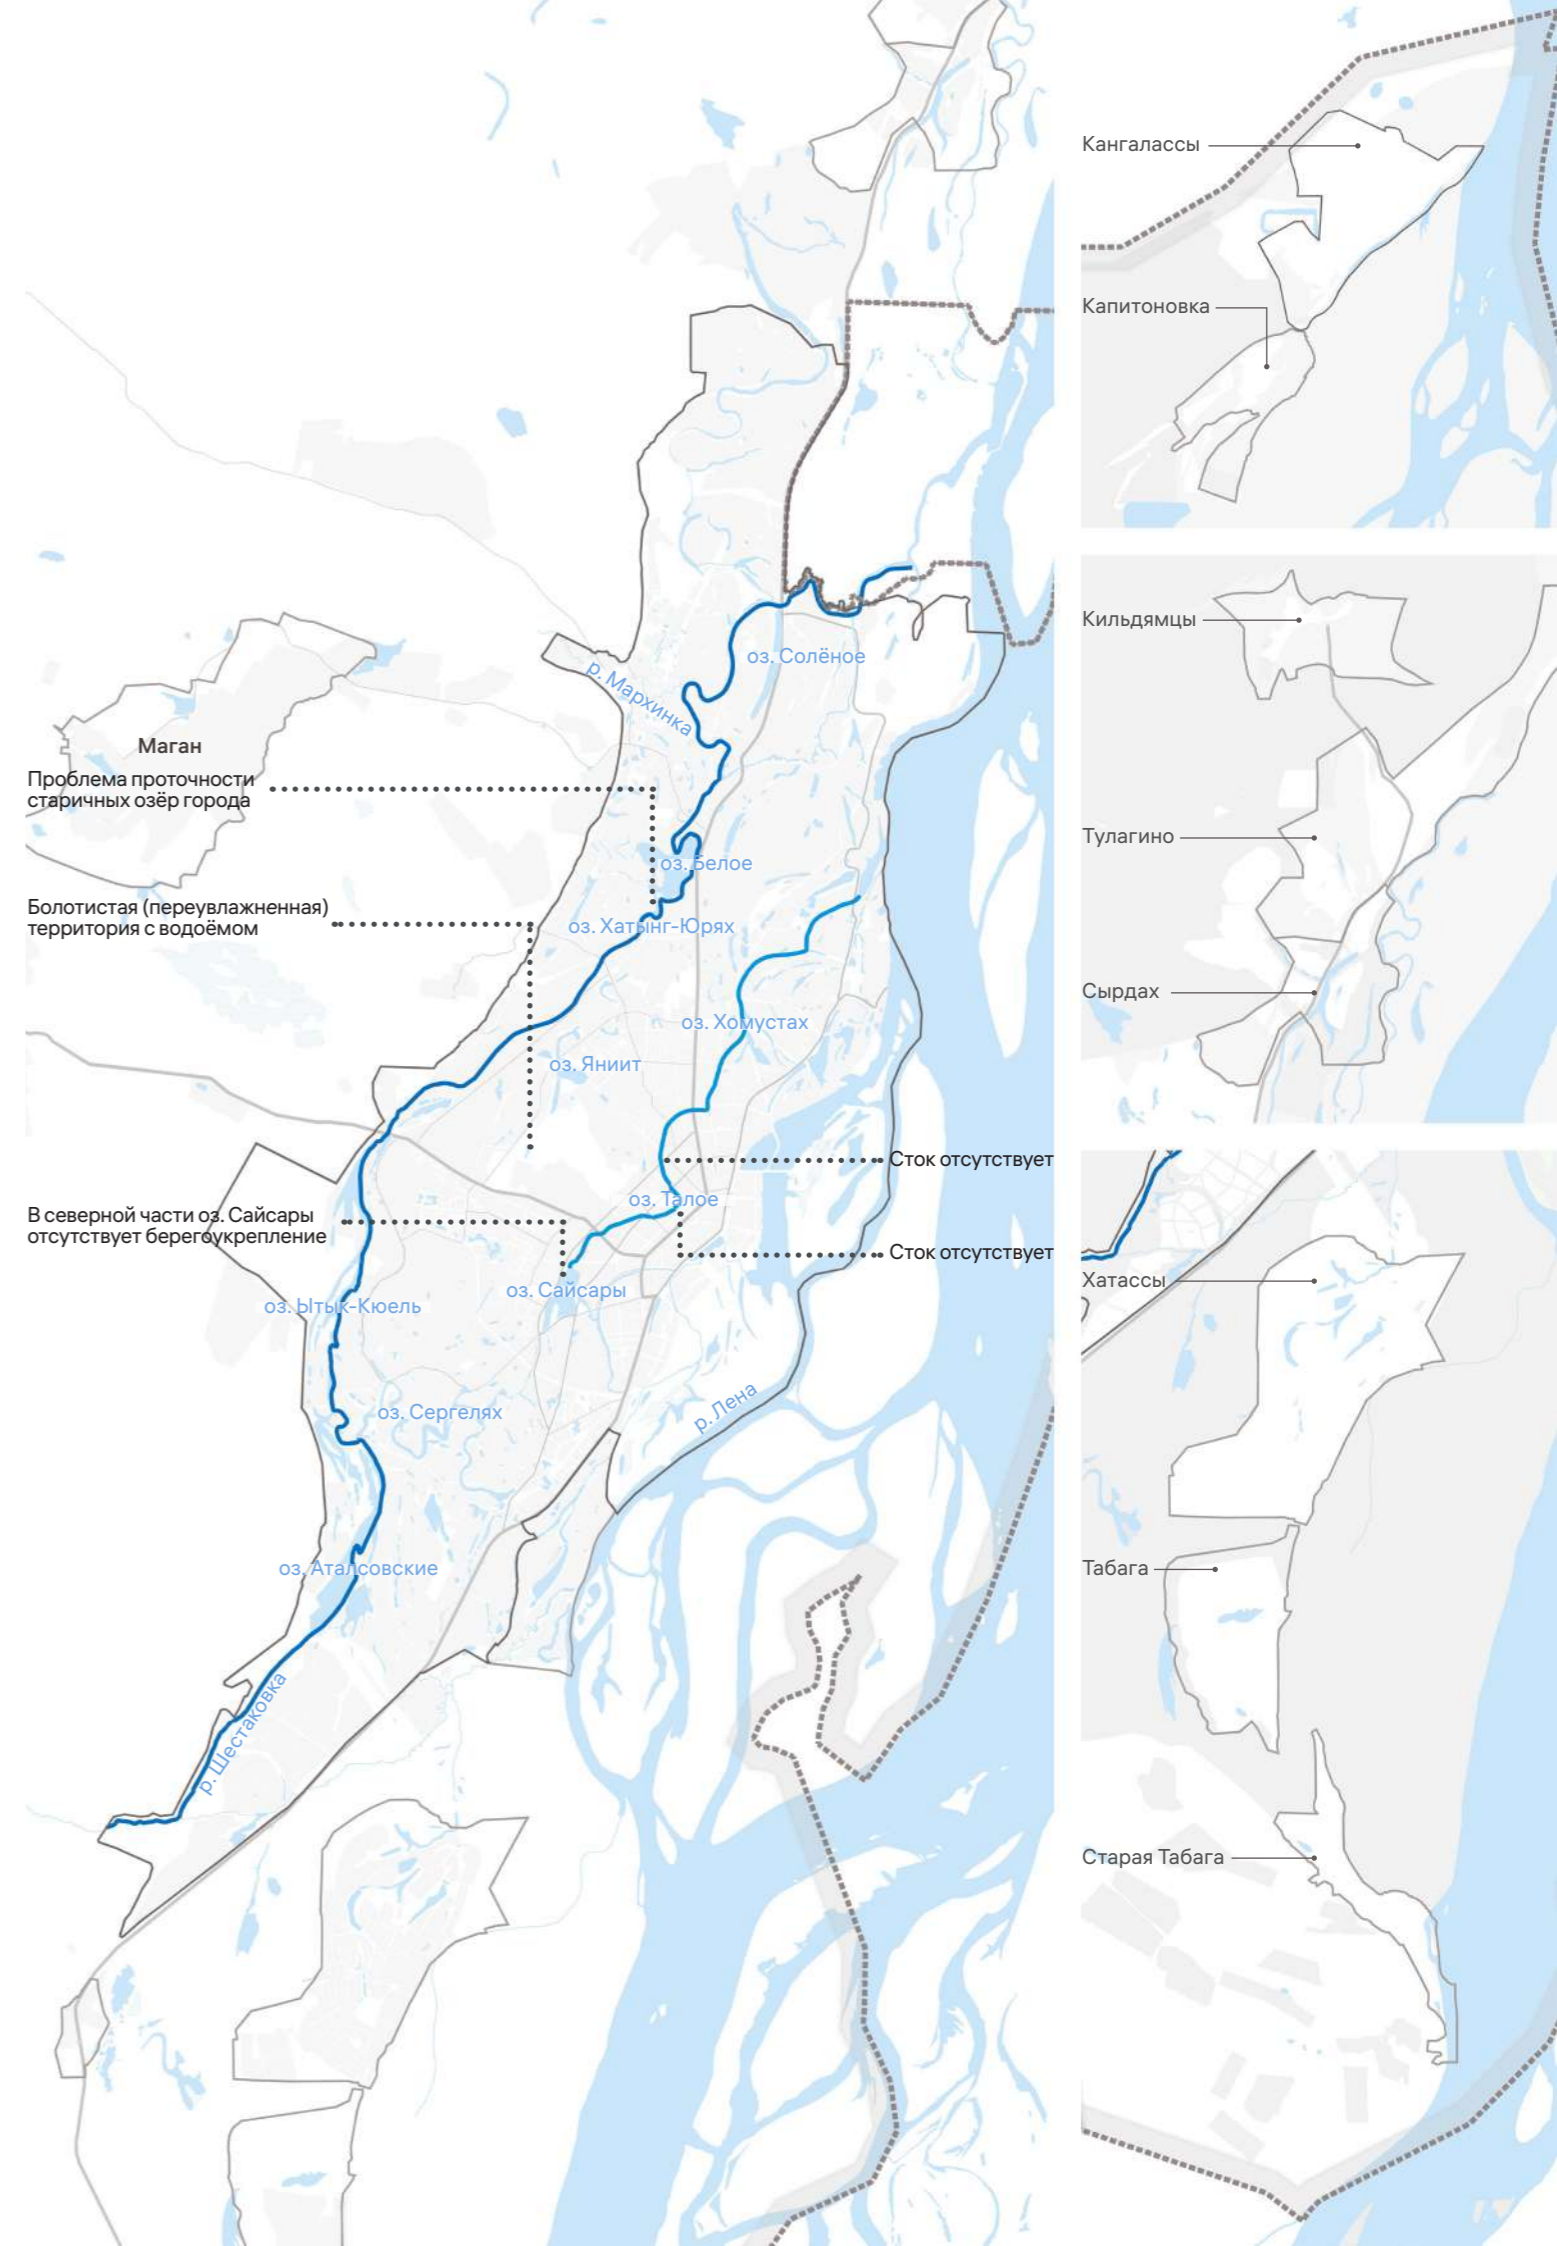 Кангалассы
Капитоновка
Кильдямцы
оз. Солёное
р. Мархинка
Маган
Проблема проточности
старичных озёр города
Тулагино
оз. Белое
Болотистая (переувлажненная)
территория с водоёмом
оз. Хатынг-Юрях
Сырдах
оз. Хомустах
оз. Яниит
Сток отсутствует
оз. Талое
В северной части оз. Сайсары
отсутствует берегоукрепление
Сток отсутствует
Хатассы
оз. Сайсары
оз. Ытык-Кюель
р. Лена
оз. Сергелях
оз. Аталсовские
Табага
р. Шестаковка
Старая Табага